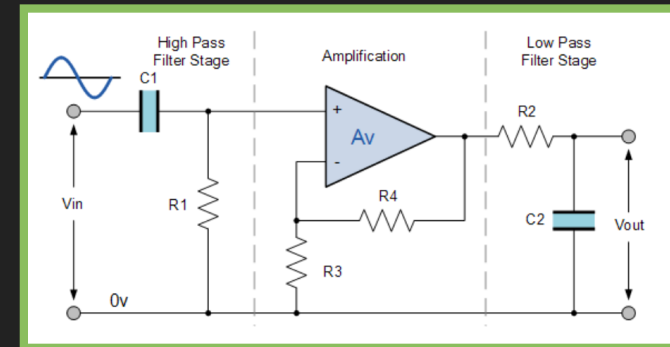 High Pass
Filter Stage
Amplification
Low Pass
Filter Stage
C1
R2
+
Av
-
Vin
R1
R4
C2
Vout
R3
0v